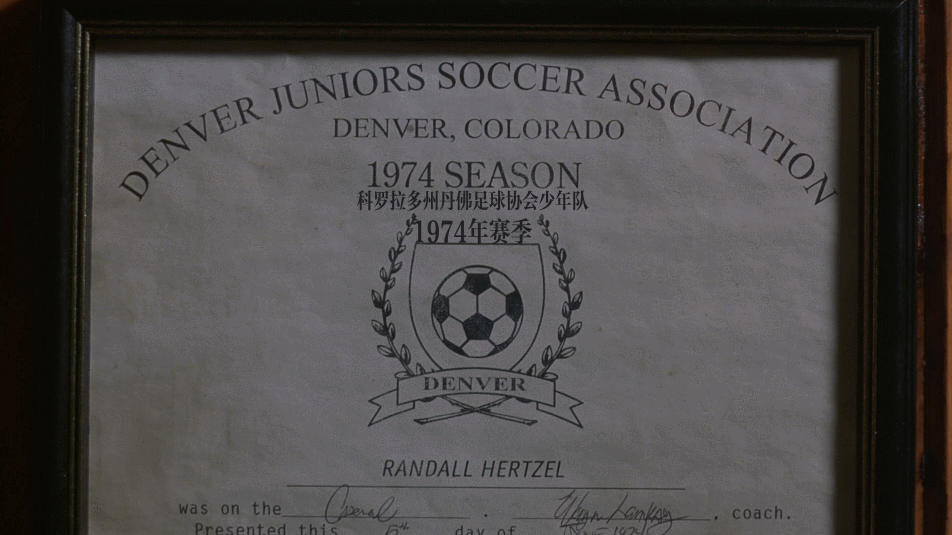 DENVER JUNIORS SOCCER ASSOCIATION
DENVER, COLORADO
1974 SEASON
科罗拉多州丹佛足球协会少年队
1974年赛季
DENVER
RANDALL HERTZEL
was on the . , coach.
Presented this 5th day of